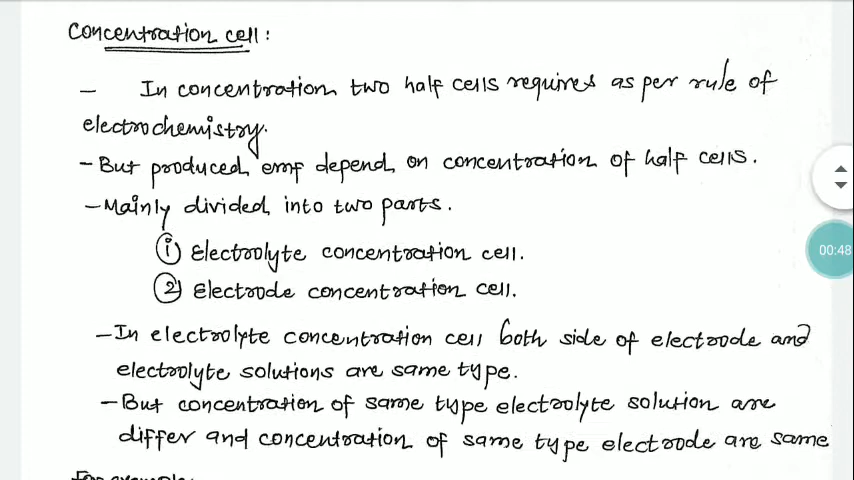 Concentration cell:
- In concentration two half cells requires as per rule of
electrochemistry.
- But produced emf depend on concentration of half cells.
- Mainly divided into two parts.
① Electrolyte concentration cell.
② Electrode concentration cell.
- In electrolyte concentration cell both side of electrode and
electrolyte solutions are same type.
- But concentration of same type electrolyte solution are
differ and concentration of same type electrode are same
For example:
00:48